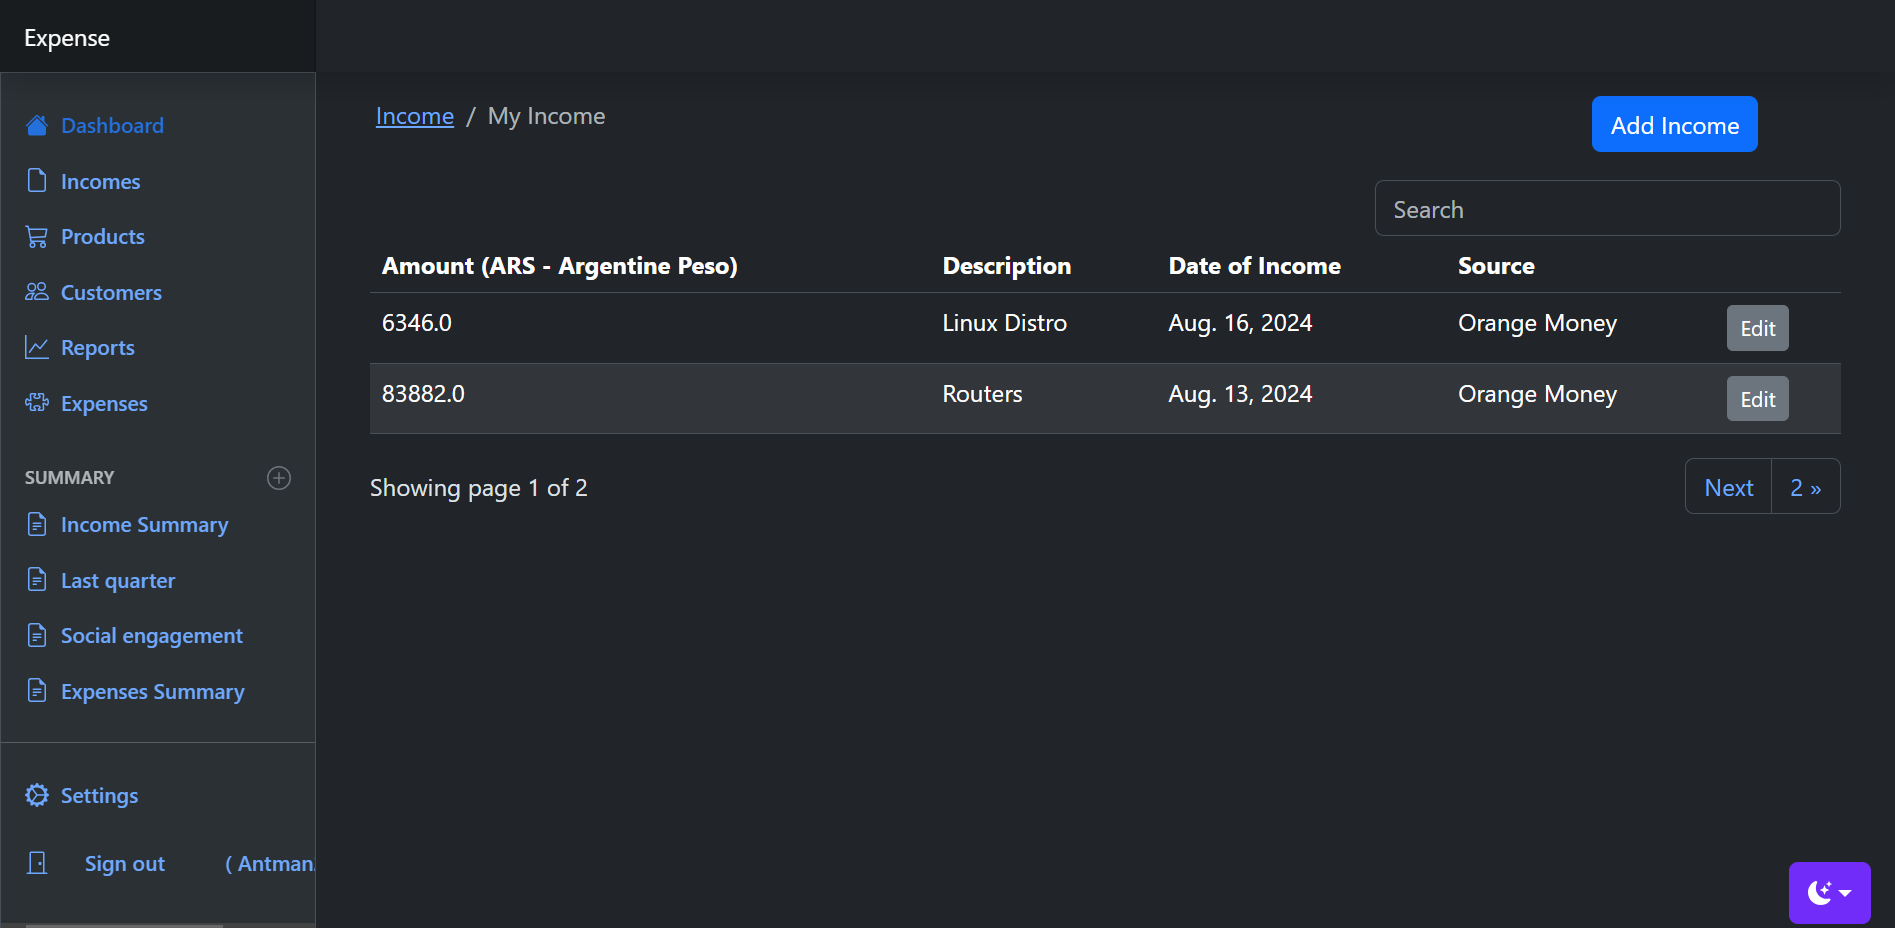 Expense
Dashboard
Incomes
Products
Customers
Reports
Expenses
SUMMARY
Income Summary
Last quarter
Social engagement
Expenses Summary
Settings
Sign out ( Antman
Income / My Income
Add Income
Search
Amount (ARS - Argentine Peso) Description Date of Income Source
6346.0 Linux Distro Aug. 16, 2024 Orange Money Edit
83882.0 Routers Aug. 13, 2024 Orange Money Edit
Showing page 1 of 2
Next 2 »